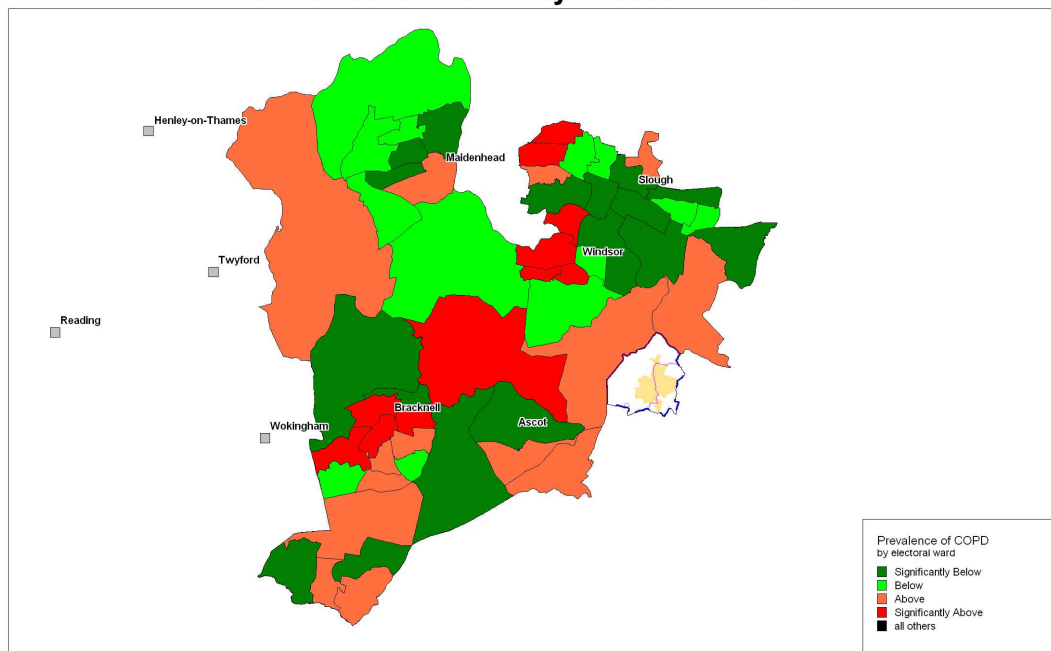 Henley-on-Thames
Maidenhead
Slough
Windsor
Twyford
Reading
Bracknell
Ascot
Wokingham
Prevalence of COPD
by electoral ward
Significantly Below
Below
Above
Significantly Above
all others